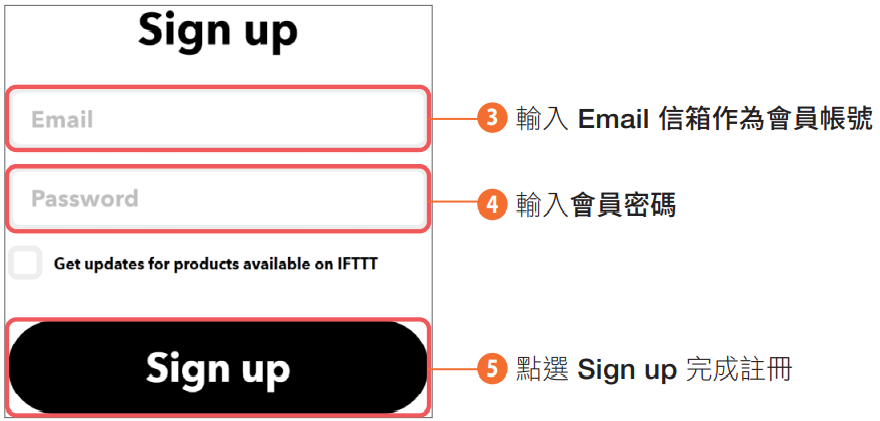 Sign up
Email
3 輸入 Email 信箱作為會員帳號
Password
4 輸入會員密碼
Get updates for products available on IFTTT
Sign up
5 點選 Sign up 完成註冊